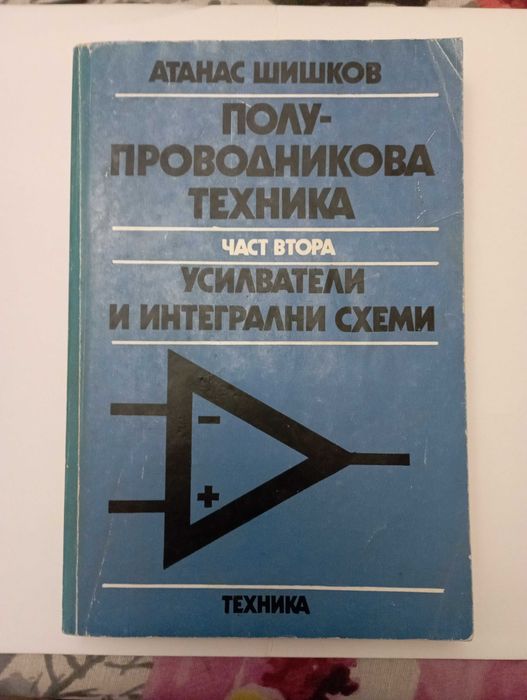 АТАНАС ШИШКОВ
ПОЛУ-
ПРОВОДНИКОВА
ТЕХНИКА
ЧАСТ ВТОРА
УСИЛВАТЕЛИ
И ИНТЕГРАЛНИ СХЕМИ
-
+
ТЕХНИКА